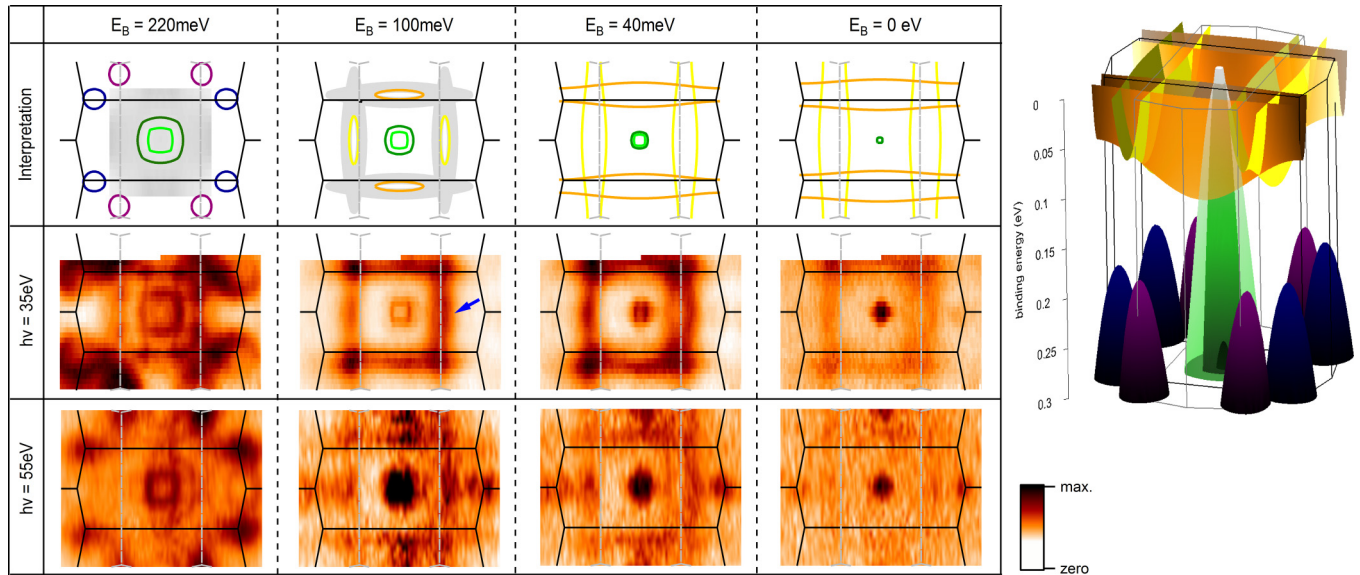 E_B = 220meV
E_B = 100meV
E_B = 40meV
E_B = 0 eV
Interpretation
hν = 35eV
hν = 55eV
binding energy (eV)
0
0.05
0.1
0.15
0.2
0.25
0.3
max.
zero